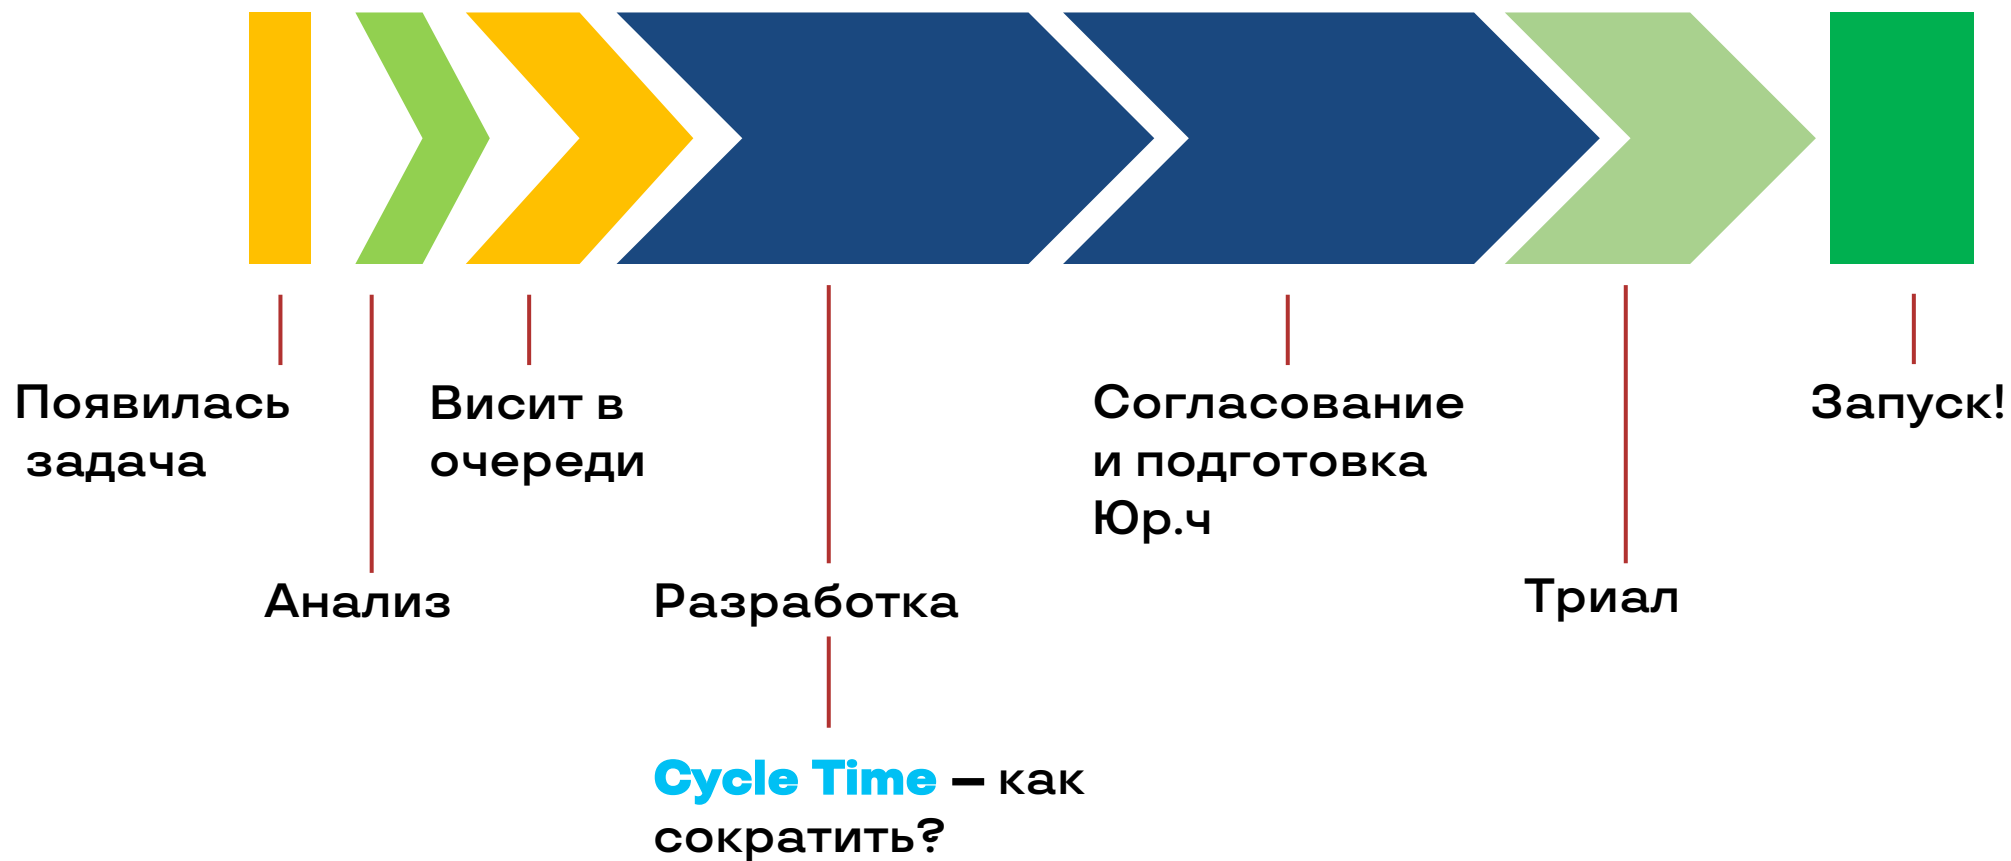 Появилась
задача
Висит в
очереди
Согласование
и подготовка
Юр.ч
Запуск!
Анализ
Разработка
Триал
Cycle Time – как
сократить?